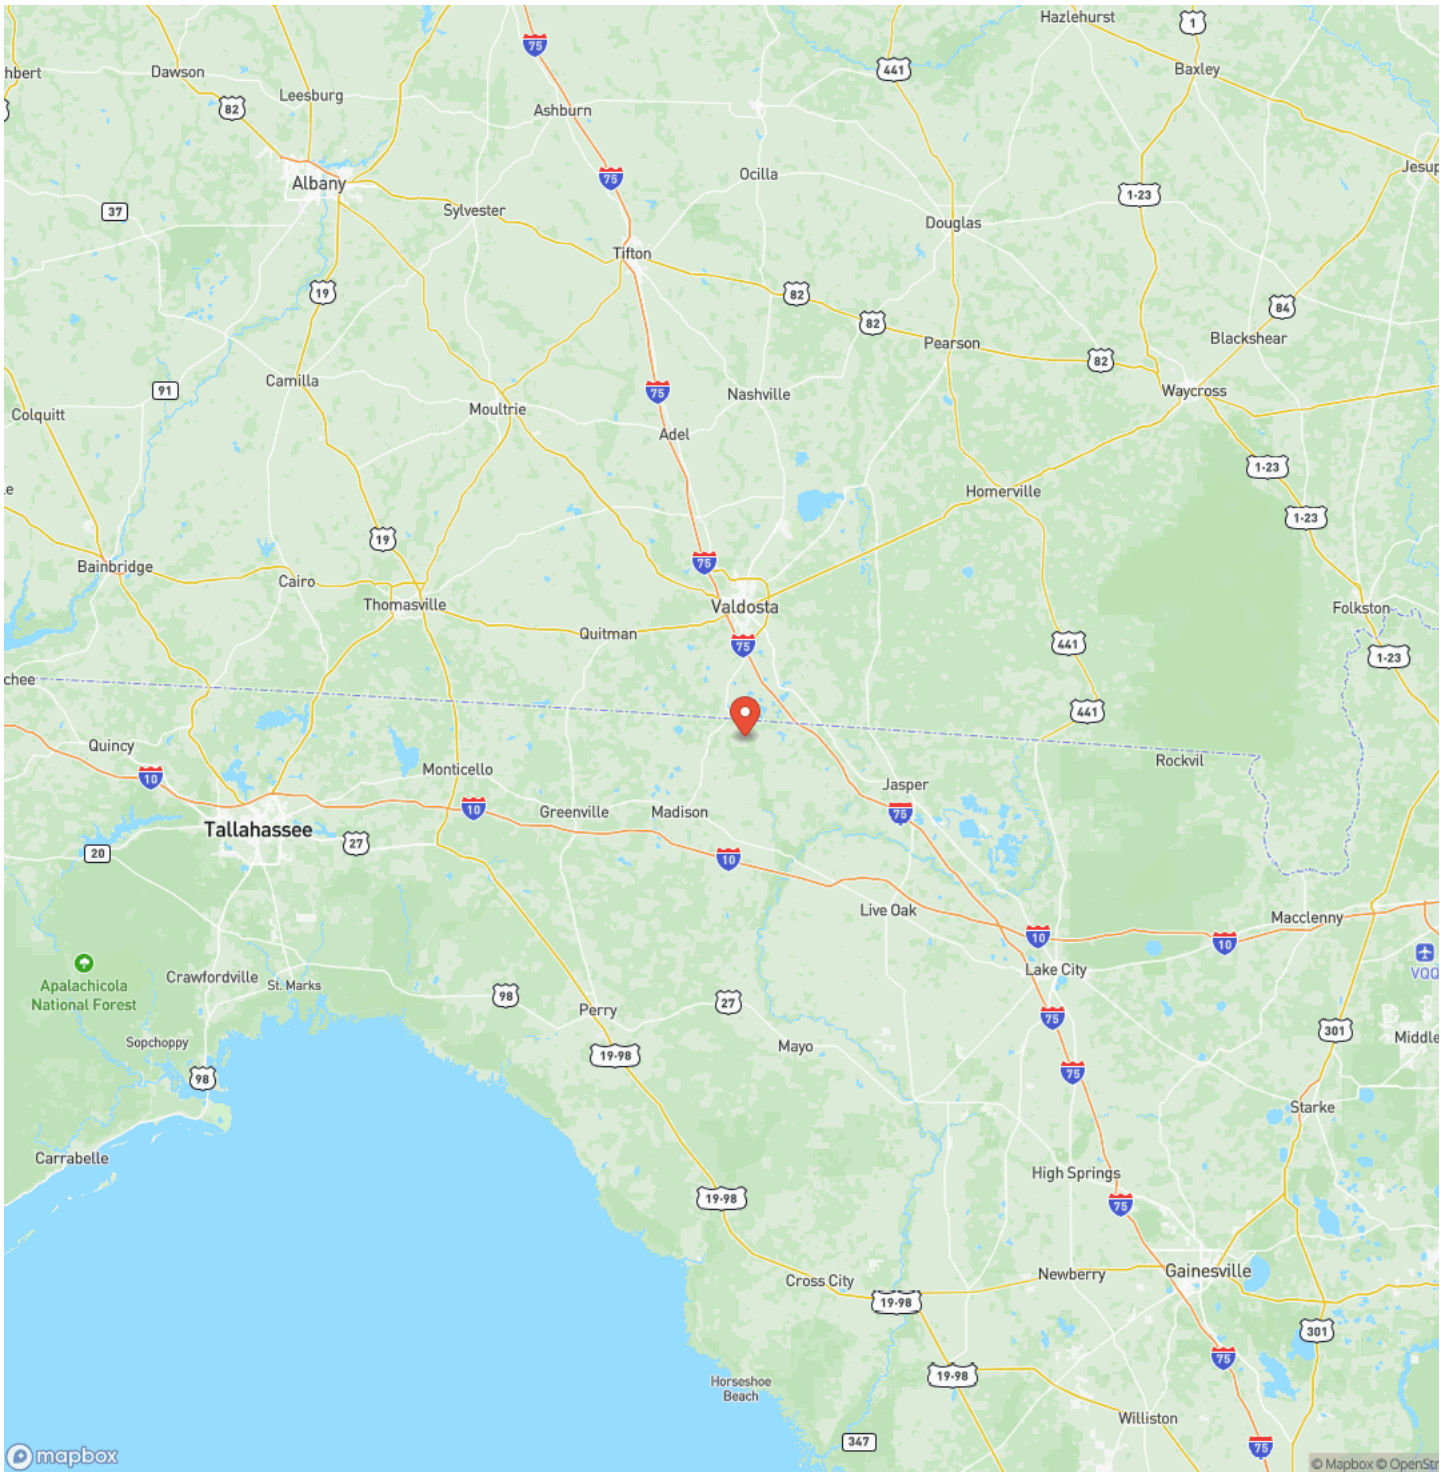 Hazlehurst
1
75
441
hbert
Dawson
Baxley
Leesburg
82
Ashburn
Jesup
Ocilla
75
Albany
1-23
Sylvester
37
Douglas
Tifton
19
82
84
82
Blackshear
Pearson
82
Camilla
91
75
Nashville
Waycross
Colquitt
Moultrie
Adel
1-23
Homerville
1-23
19
75
Bainbridge
Cairo
Thomasville
Valdosta
Folkston
Quitman
75
441
1-23
chee
441
Quincy
Rockvil
10
Monticello
Jasper
10
Greenville
Madison
75
Tallahassee
27
20
10
Live Oak
Macclenny
10
10
Apalachicola
National Forest
Crawfordville
St. Marks
Lake City
VQQ
98
27
Perry
75
301
Sopchoppy
Mayo
Middle
19-98
98
75
Starke
Carrabelle
High Springs
19-98
75
Cross City
Newberry
Gainesville
19-98
301
75
Horseshoe
Beach
19-98
Williston
347
75
mapbox
© Mapbox © OpenStr